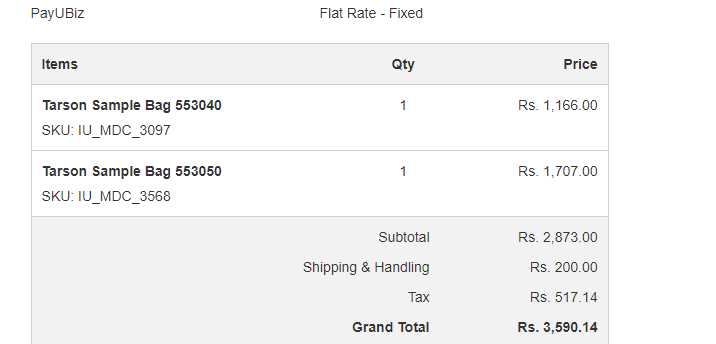 PayUBiz Flat Rate - Fixed
Items Qty Price
Tarson Sample Bag 553040 1 Rs. 1,166.00
SKU: IU_MDC_3097
Tarson Sample Bag 553050 1 Rs. 1,707.00
SKU: IU_MDC_3568
Subtotal Rs. 2,873.00
Shipping & Handling Rs. 200.00
Tax Rs. 517.14
Grand Total Rs. 3,590.14